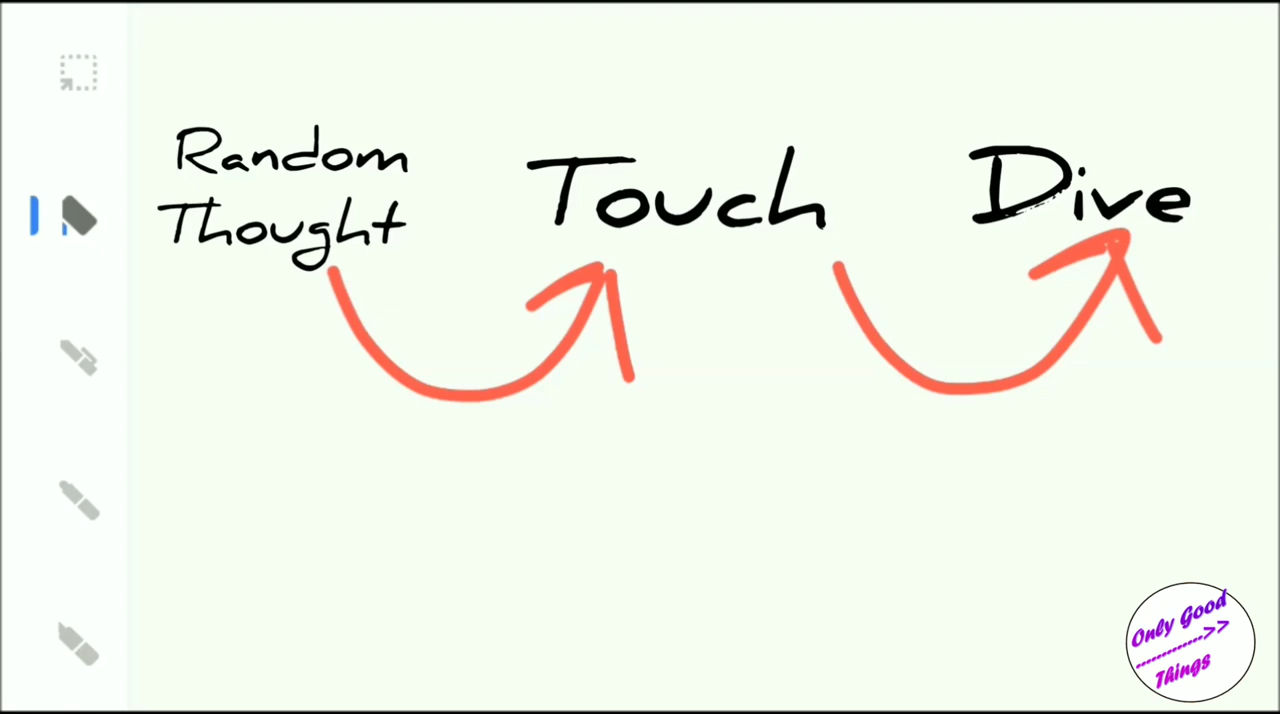 Random
Thought
Touch
Dive
Only Good
------------->>
Things